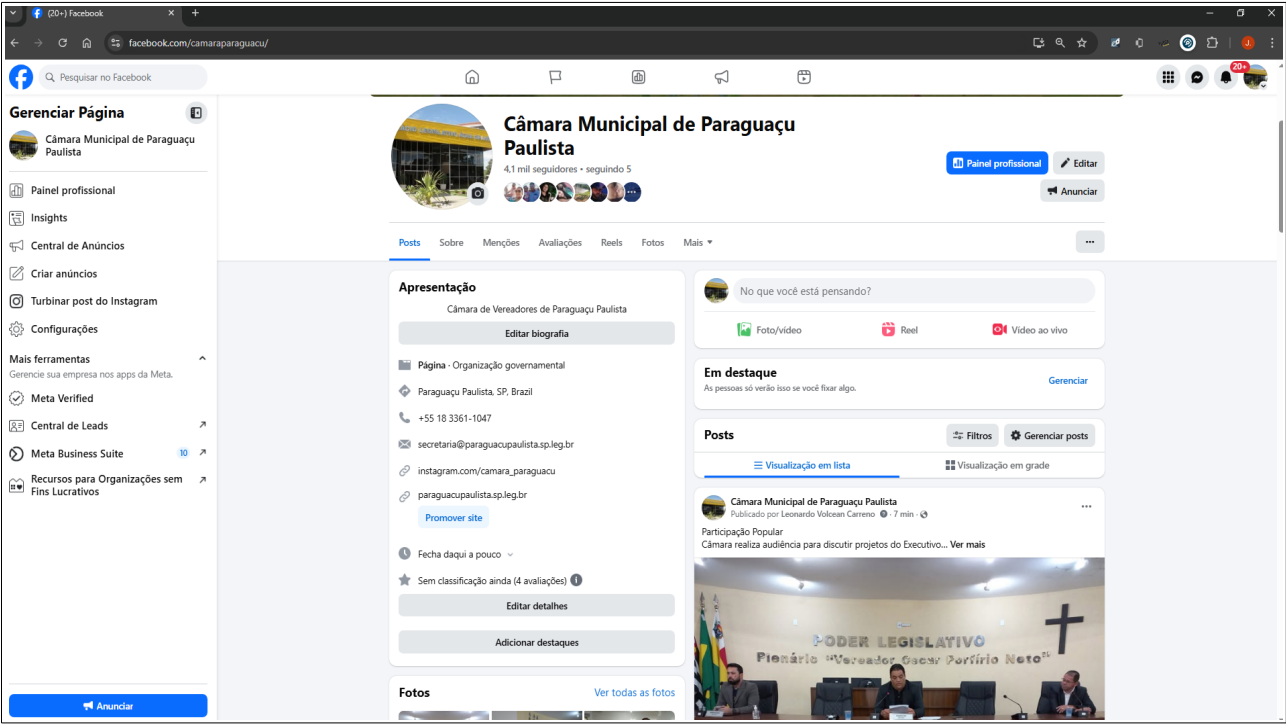 (20+) Facebook
facebook.com/camaraparaguacu/
Pesquisar no Facebook
20+
Gerenciar Página
Câmara Municipal de Paraguaçu
Paulista
Painel profissional
Insights
Central de Anúncios
Criar anúncios
Turbinar post do Instagram
Configurações
Mais ferramentas
Gerencie sua empresa nos apps da Meta.
Meta Verified
Central de Leads
Meta Business Suite 10
Recursos para Organizações sem
Fins Lucrativos
Anunciar
Câmara Municipal de Paraguaçu
Paulista
4,1 mil seguidores • seguindo 5
Painel profissional
Editar
Anunciar
Posts Sobre Menções Avaliações Reels Fotos Mais
Apresentação
Câmara de Vereadores de Paraguaçu Paulista
Editar biografia
Página · Organização governamental
Paraguaçu Paulista, SP, Brazil
+55 18 3361-1047
secretaria@paraguacupaulista.sp.leg.br
instagram.com/camara_paraguacu
paraguacupaulista.sp.leg.br
Promover site
Fecha daqui a pouco
Sem classificação ainda (4 avaliações)
Editar detalhes
Adicionar destaques
Fotos
Ver todas as fotos
No que você está pensando?
Foto/vídeo
Reel
Vídeo ao vivo
Em destaque
As pessoas só verão isso se você fixar algo.
Gerenciar
Posts
Filtros
Gerenciar posts
Visualização em lista
Visualização em grade
Câmara Municipal de Paraguaçu Paulista
Publicado por Leonardo Volcean Carreno · 7 min ·
Participação Popular
Câmara realiza audiência para discutir projetos do Executivo... Ver mais
PODER LEGISLATIVO
Plenário "Vereador Oscar Porfírio Neto"